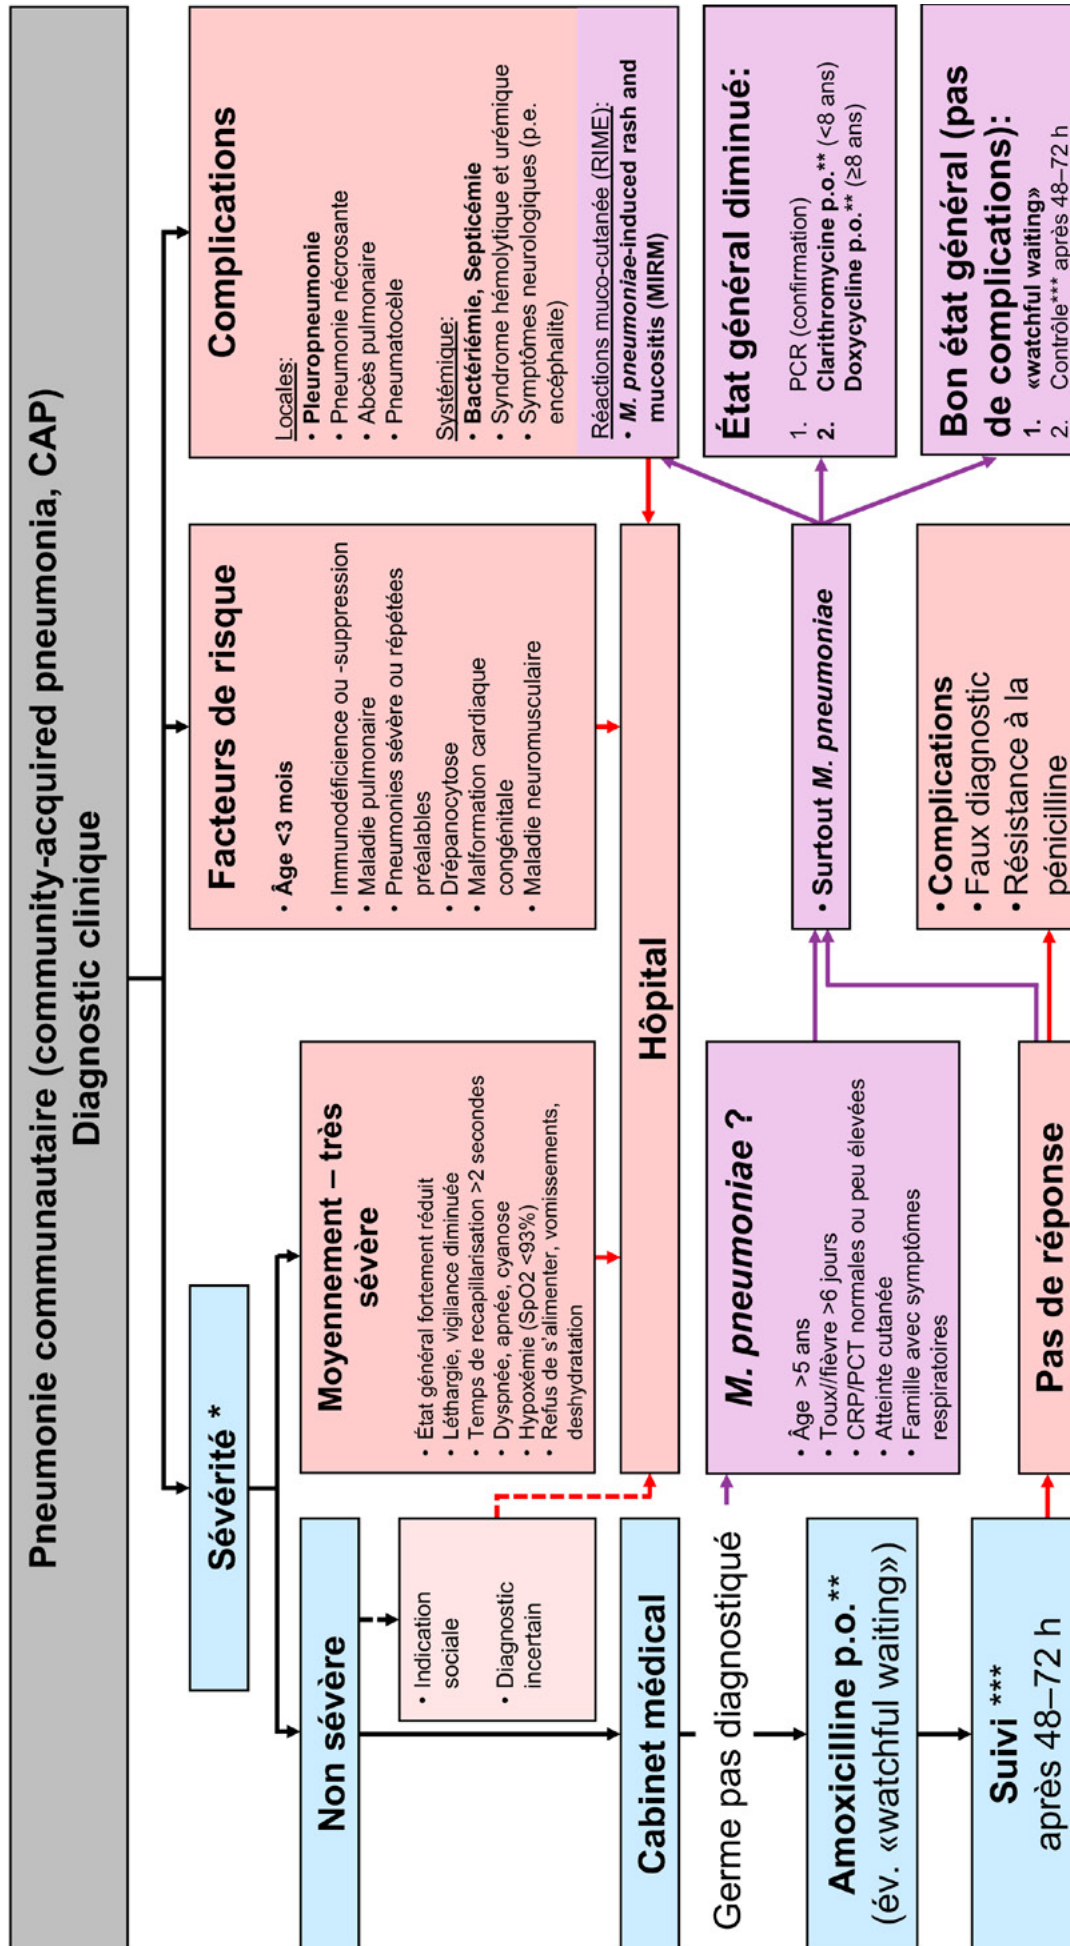 Pneumonie communautaire (community-acquired pneumonia, CAP)
Diagnostic clinique
Sévérité *
Non sévère
• Indication
sociale
• Diagnostic
incertain
Moyennement – très
sévère
• État général fortement réduit
• Léthargie, vigilance diminuée
• Temps de recapillarisation >2 secondes
• Dyspnée, apnée, cyanose
• Hypoxémie (SpO2 <93%)
• Refus de s'alimenter, vomissements,
deshydratation
Facteurs de risque
• Âge <3 mois
• Immunodéficience ou -suppression
• Maladie pulmonaire
• Pneumonies sévère ou répétées
préalables
• Drépanocytose
• Malformation cardiaque
congénitale
• Maladie neuromusculaire
Complications
Locales:
• Pleuropneumonie
• Pneumonie nécrosante
• Abcès pulmonaire
• Pneumatocèle
Systémique:
• Bactériémie, Septicémie
• Syndrome hémolytique et urémique
• Symptômes neurologiques (p.e.
encéphalite)
Réactions muco-cutanée (RIME):
• M. pneumoniae-induced rash and
mucositis (MIRM)
Cabinet médical
Hôpital
Germe pas diagnostiqué
M. pneumoniae ?
• Âge >5 ans
• Toux//fièvre >6 jours
• CRP/PCT normales ou peu élevées
• Atteinte cutanée
• Famille avec symptômes
respiratoires
• Surtout M. pneumoniae
État général diminué:
1. PCR (confirmation)
2. Clarithromycine p.o.** (<8 ans)
Doxycycline p.o.** (≥8 ans)
Amoxicilline p.o.**
(év. «watchful waiting»)
Suivi ***
après 48–72 h
Pas de réponse
• Complications
• Faux diagnostic
• Résistance à la
pénicilline
Bon état général (pas
de complications):
1. «watchful waiting»
2. Contrôle*** après 48–72 h